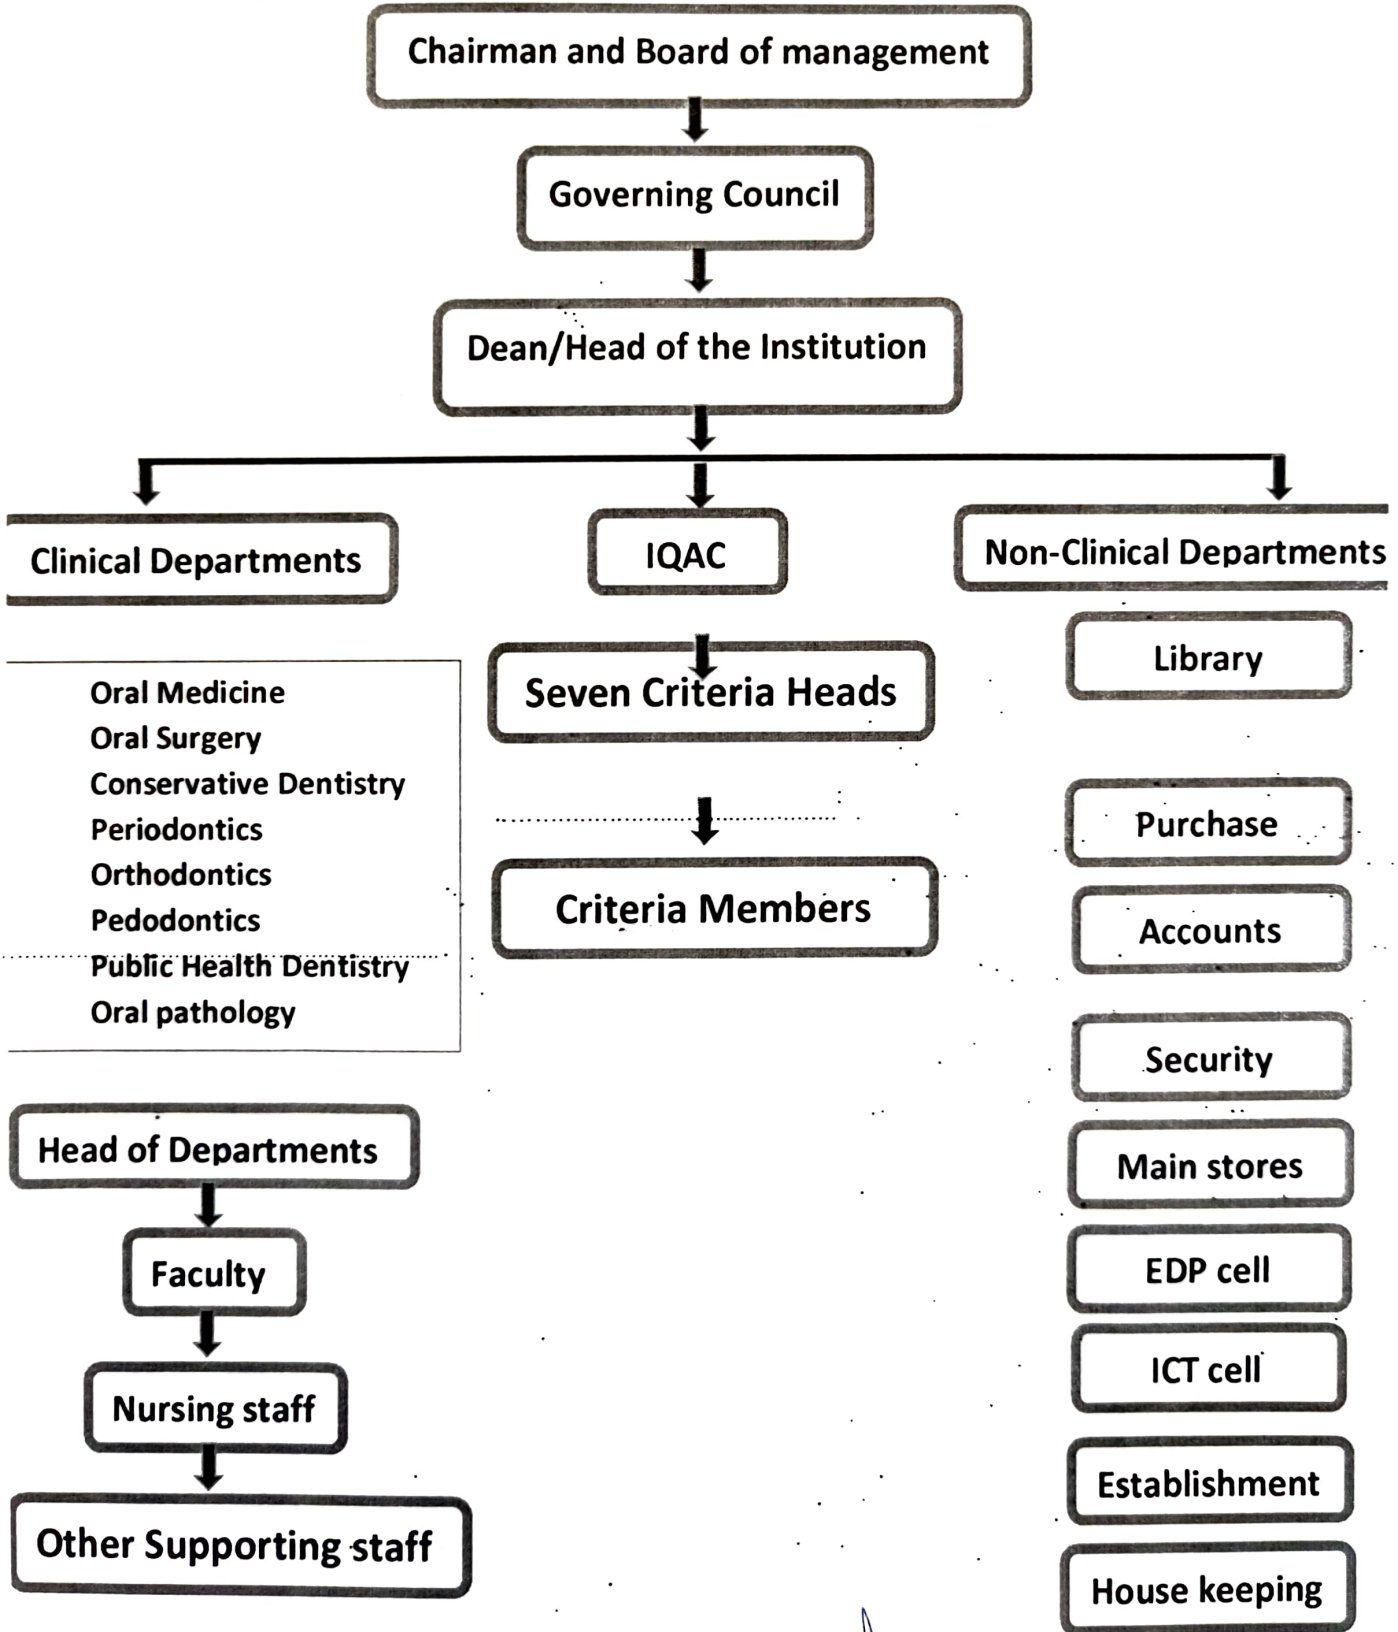 Chairman and Board of management
Governing Council
Dean/Head of the Institution
Clinical Departments
IQAC
Non-Clinical Departments
Oral Medicine
Oral Surgery
Conservative Dentistry
Periodontics
Orthodontics
Pedodontics
Public Health Dentistry
Oral pathology
Head of Departments
Faculty
Nursing staff
Other Supporting staff
Seven Criteria Heads
Criteria Members
Library
Purchase
Accounts
Security
Main stores
EDP cell
ICT cell
Establishment
House keeping